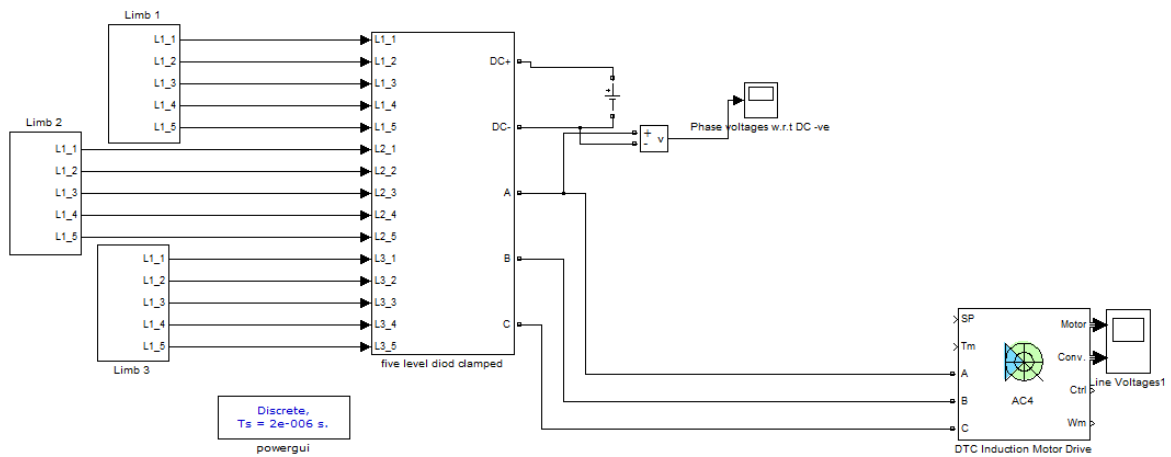 Limb 1
L1_1
L1_2
L1_3
L1_4
L1_5
Limb 2
L1_1
L1_2
L1_3
L1_4
L1_5
L1_1
L1_2
L1_3
L1_4
L1_5
Limb 3
L1_1
L1_2
L1_3
L1_4
L1_5
L2_1
L2_2
L2_3
L2_4
L2_5
L3_1
L3_2
L3_3
L3_4
L3_5
DC+
DC-
A
B
C
five level diod clamped
+
+
-
v
Phase voltages w.r.t DC -ve
Discrete,
Ts = 2e-006 s.
powergui
SP
Tm
A
B
C
Motor
Conv.
Ctrl
Wm
AC4
DTC Induction Motor Drive
ine Voltages1